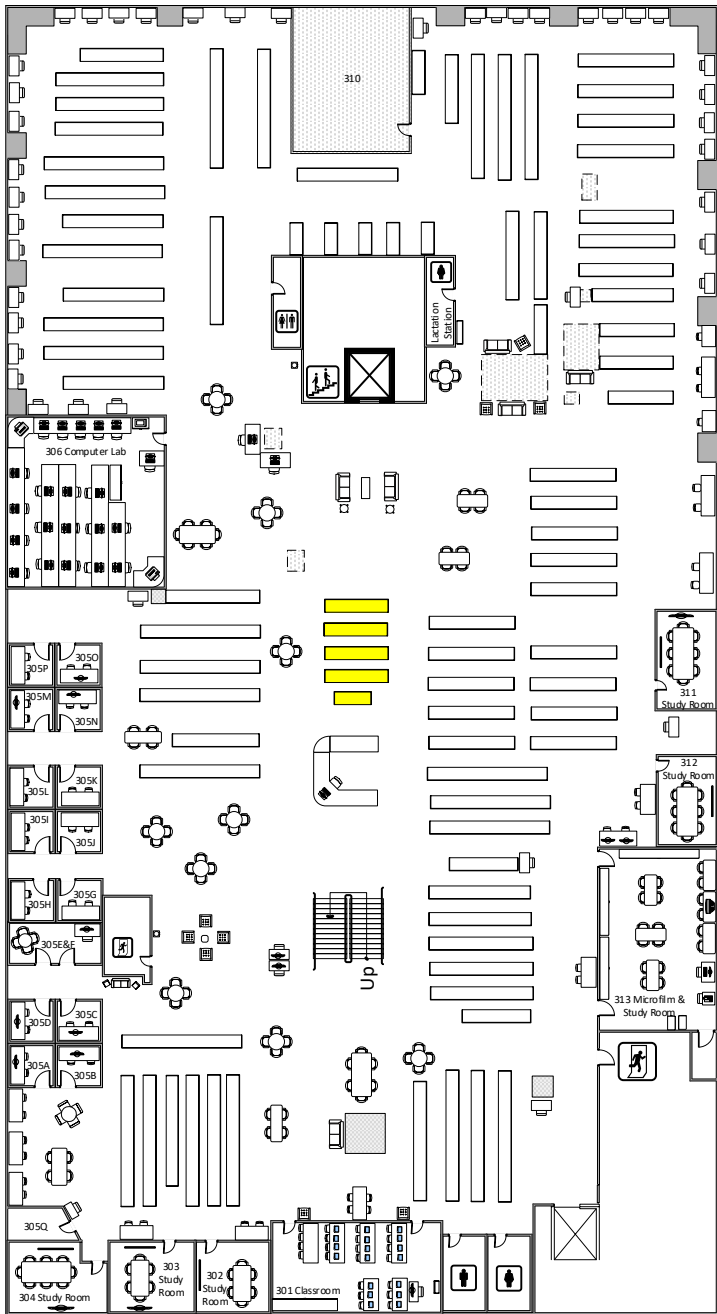 310
Lactation
Station
306 Computer Lab
305P
305O
305M
305N
311
Study Room
305L
305K
312
Study Room
305I
305J
305H
305G
305E&F
Up
313 Microfilm &
Study Room
305D
305C
305A
305B
305Q
304 Study Room
303
Study
Room
302
Study
Room
301 Classroom